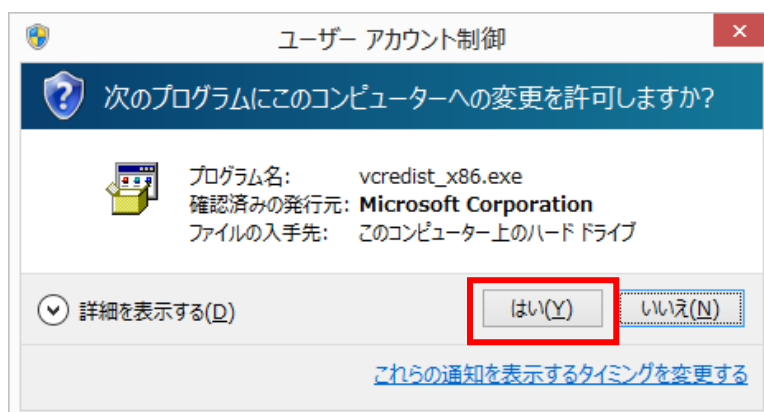 ユーザー アカウント制御
次のプログラムにこのコンピューターへの変更を許可しますか?
プログラム名: vcredist_x86.exe
確認済みの発行元: Microsoft Corporation
ファイルの入手先: このコンピューター上のハード ドライブ
詳細を表示する(D) はい(Y) いいえ(N)
これらの通知を表示するタイミングを変更する